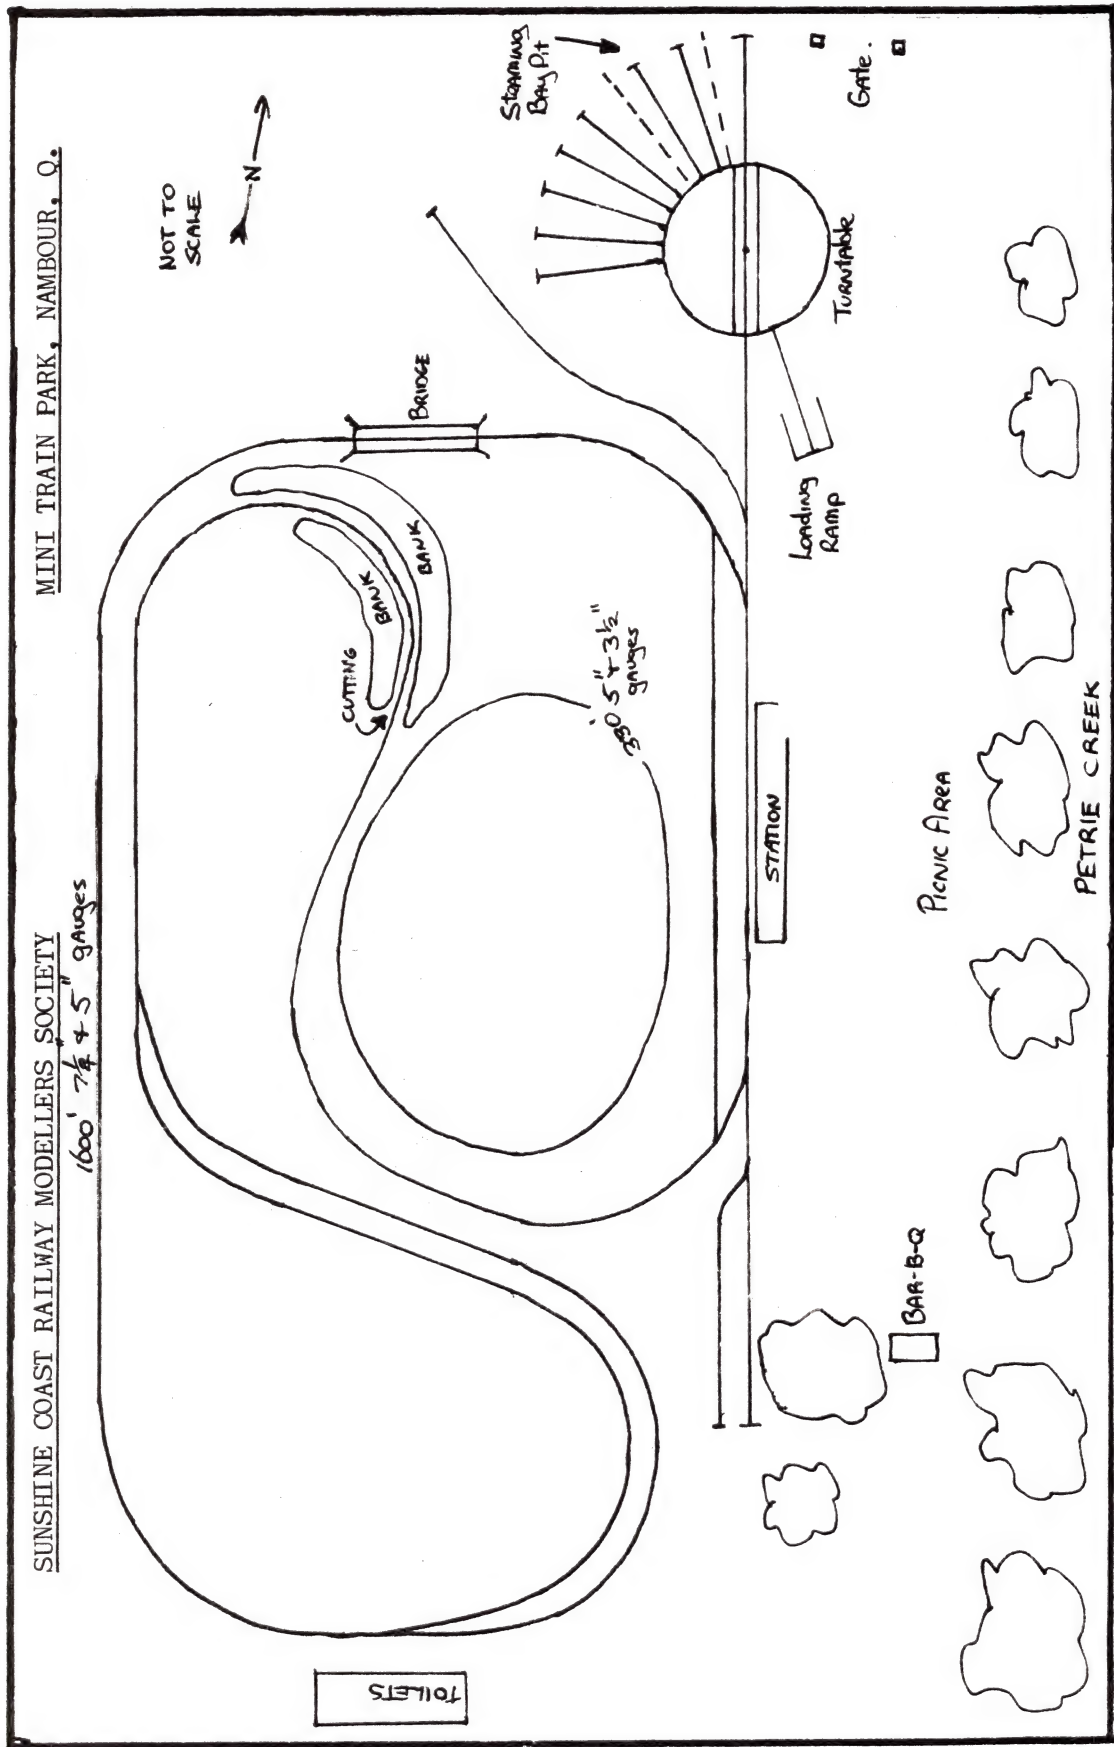 SUNSHINE COAST RAILWAY MODELLERS SOCIETY
MINI TRAIN PARK, NAMBOUR, Q.
1600' 7¼" + 5" gauges
NOT TO
SCALE
N
STEAMING
BAY PIT
GATE.
TURNTABLE
BRIDGE
LOADING
RAMP
BANK
BANK
CUTTING
330' 5" + 3½"
gauges
STATION
PICNIC AREA
PETRIE CREEK
BAR-B-Q
TOILETS